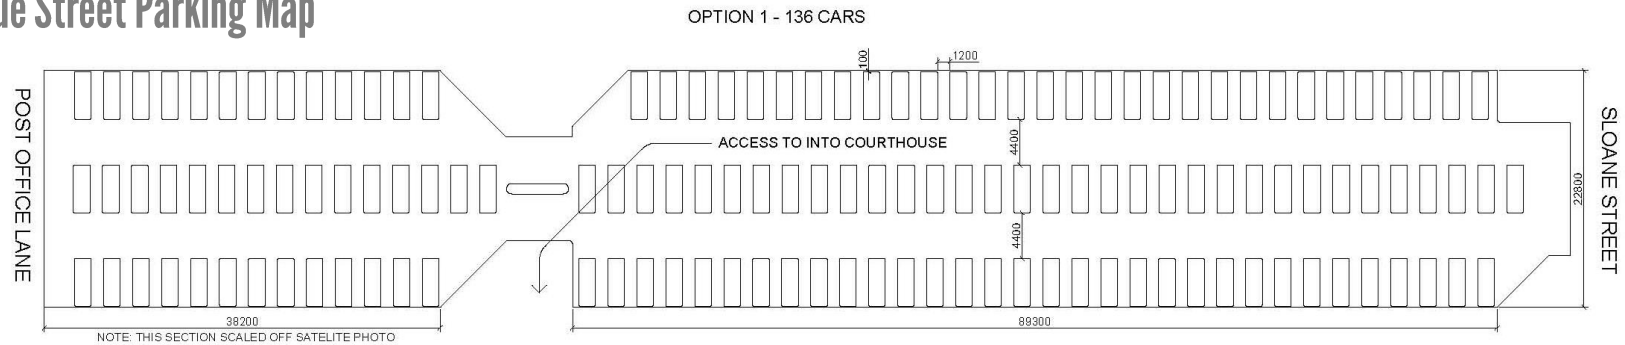 ue Street Parking Map
OPTION 1 - 136 CARS
100
1200
POST OFFICE LANE
ACCESS TO INTO COURTHOUSE
4400
22800
SLOANE STREET
4400
38200
89300
NOTE: THIS SECTION SCALED OFF SATELITE PHOTO